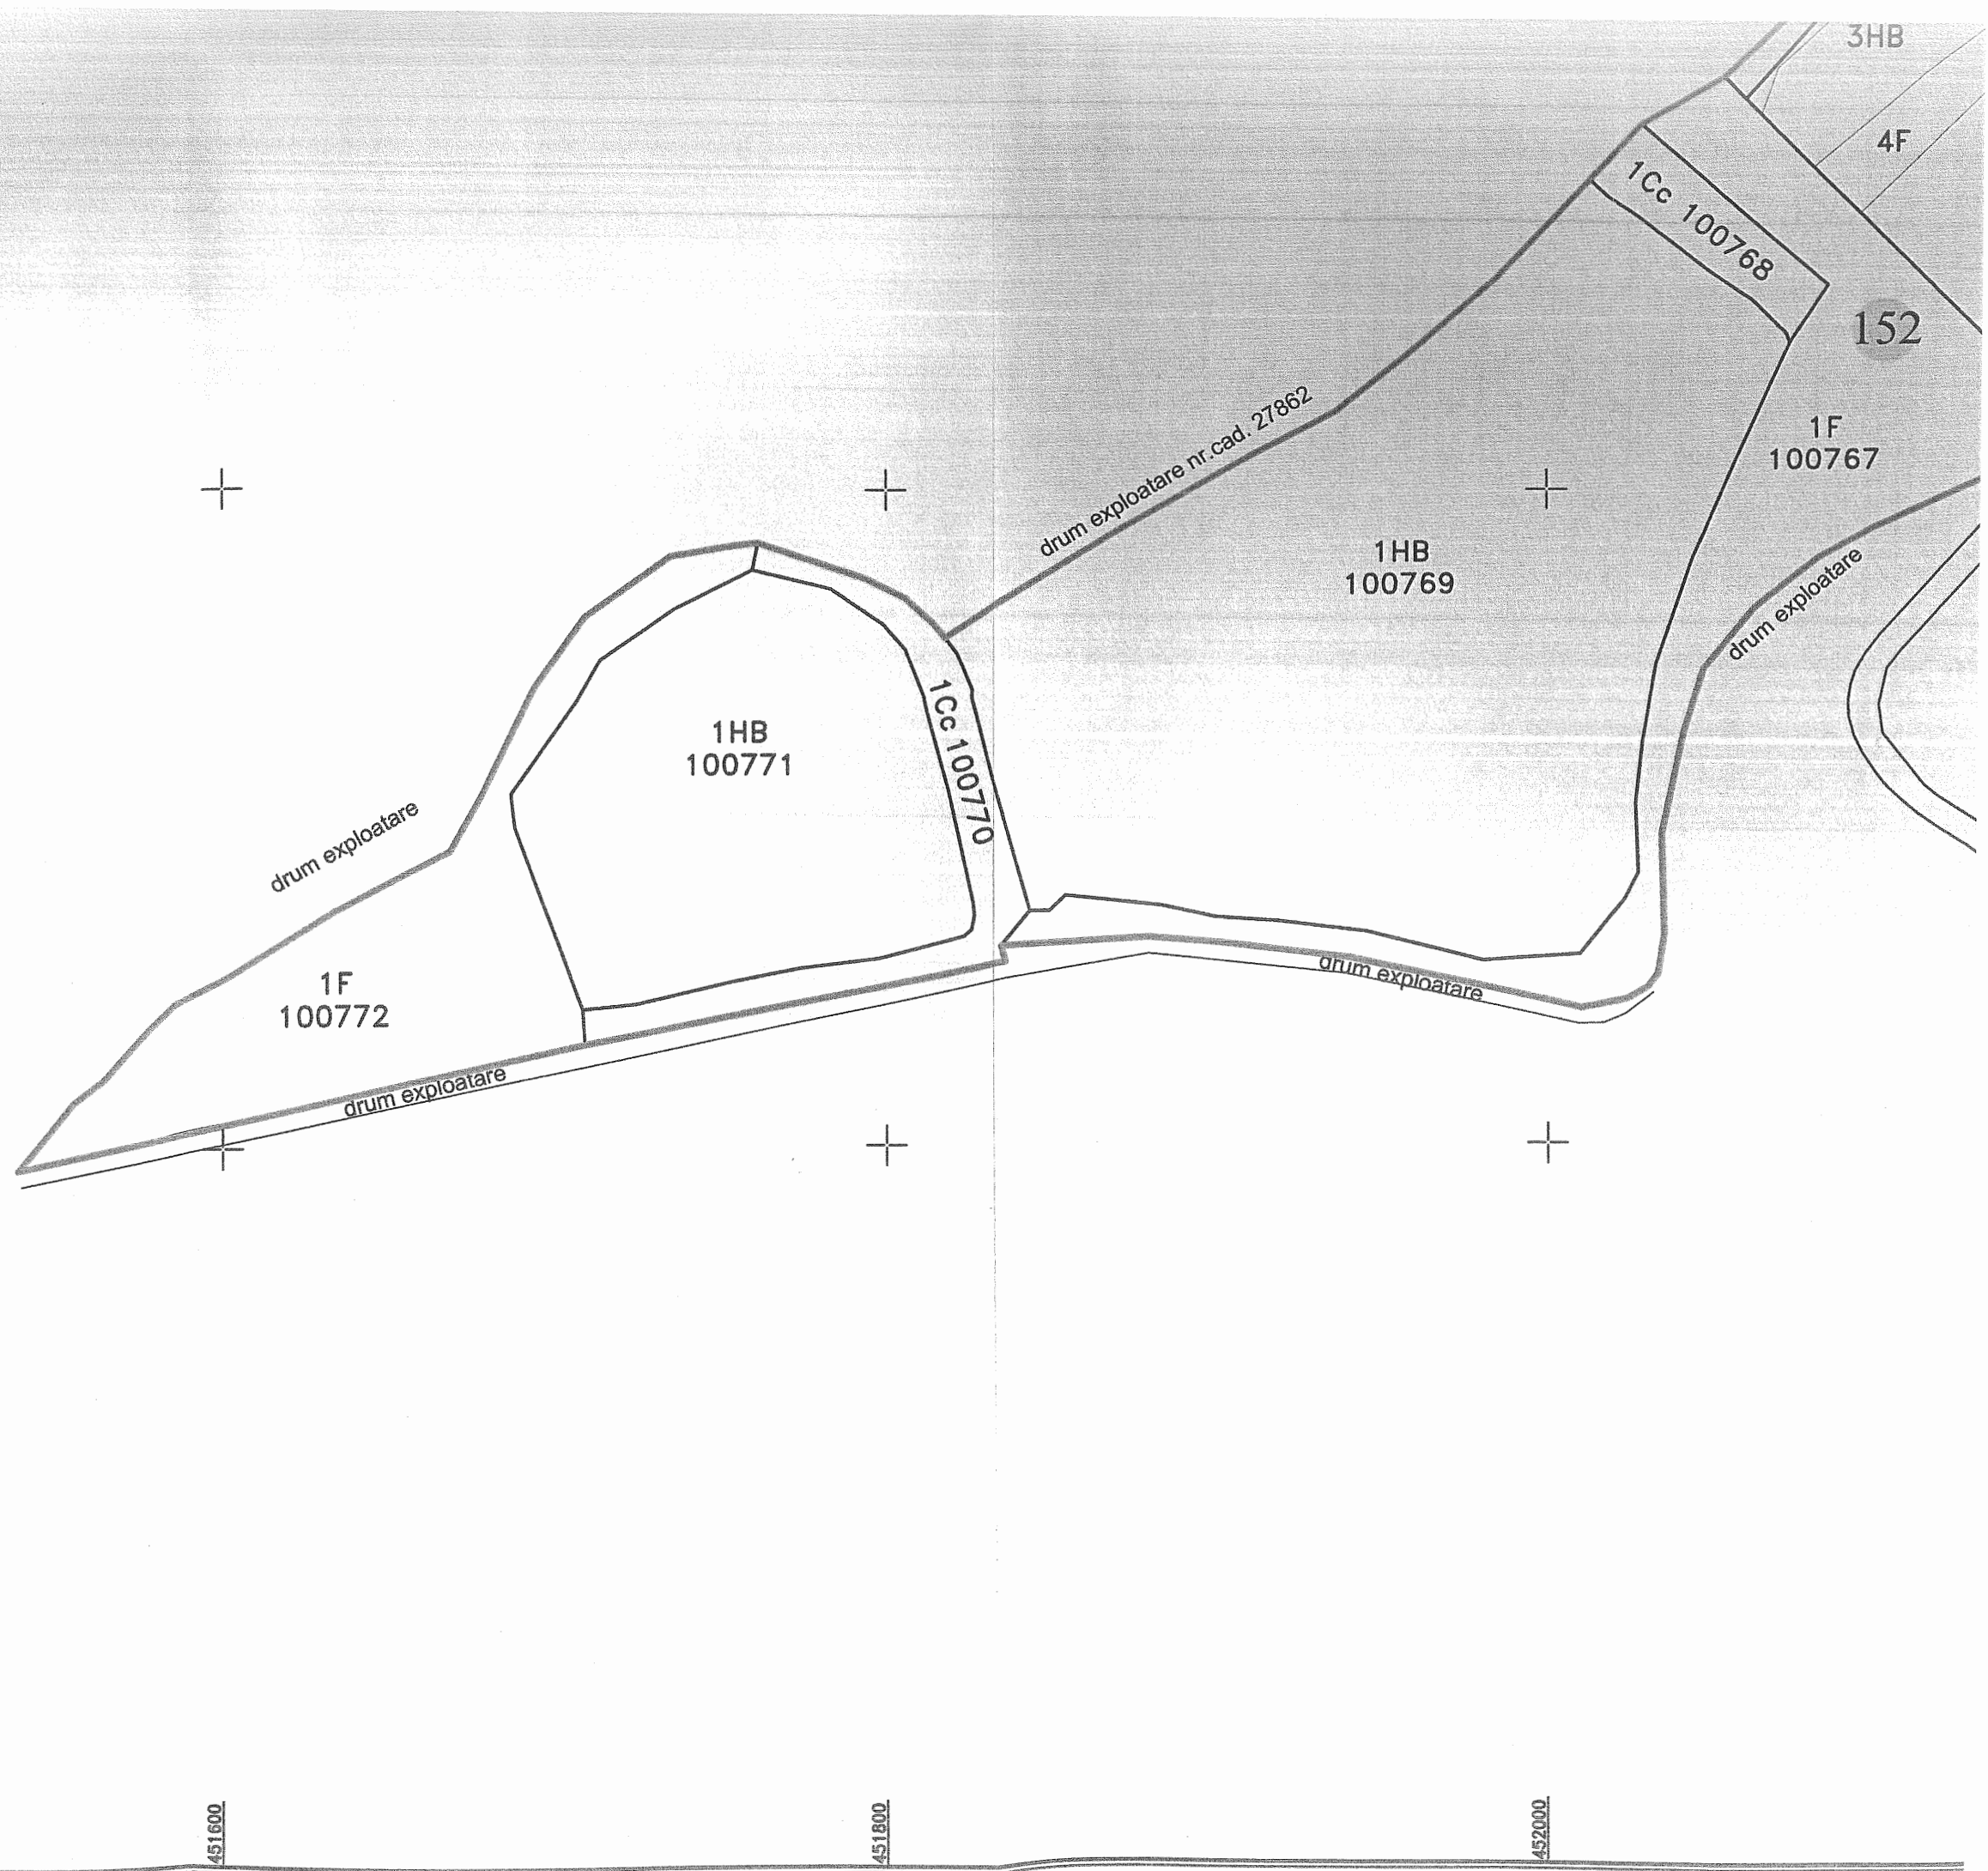 3HB
4F
1Cc 100768
152
1F
100767
drum exploatare nr.cad. 27862
1HB
100769
drum exploatare
1Cc 100770
1HB
100771
drum exploatare
1F
100772
drum exploatare
drum exploatare
451600
451800
452000